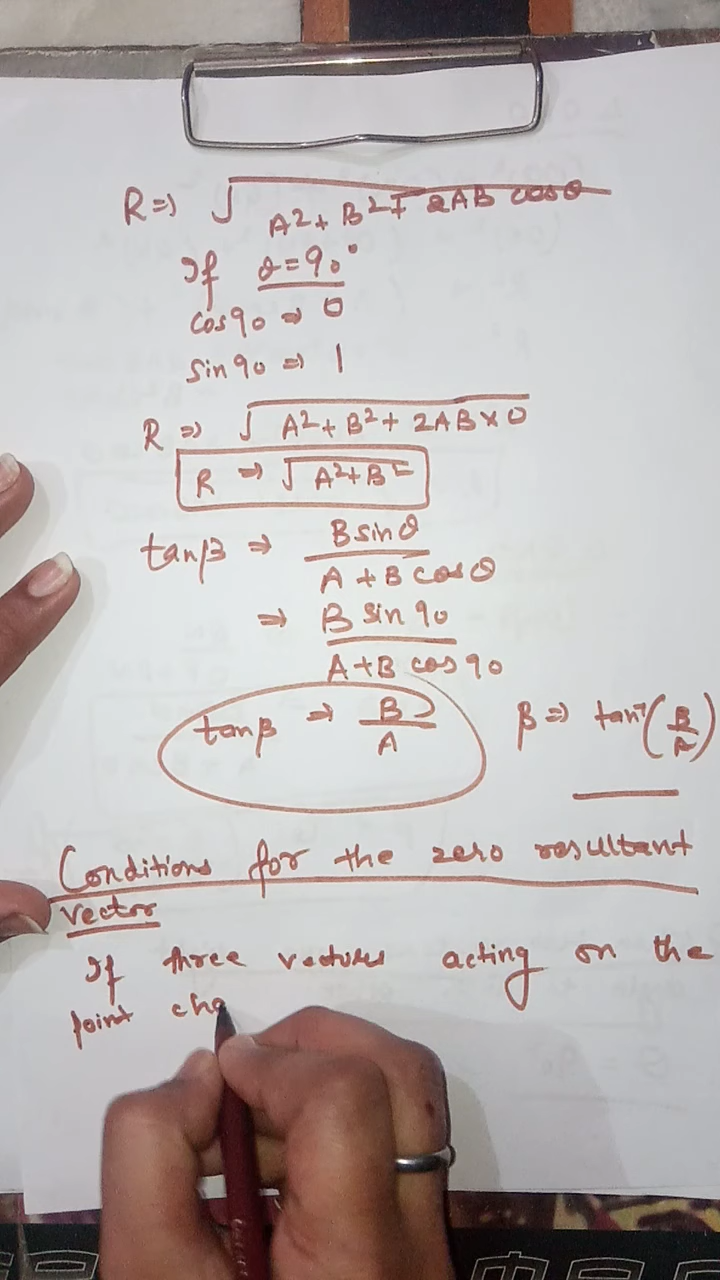 R ⇒ √A²+B²+2AB cosθ
If θ=90°
cos90 ⇒ 0
sin90 ⇒ 1
R ⇒ √A²+B²+2AB×0
R ⇒ √A²+B²
tanβ ⇒ Bsinθ / A+Bcosθ
⇒ B sin90 / A+B cos90
tanβ ⇒ B/A β ⇒ tan⁻¹(B/A)
Conditions for the zero resultant
vector
If three vectors acting on the
point